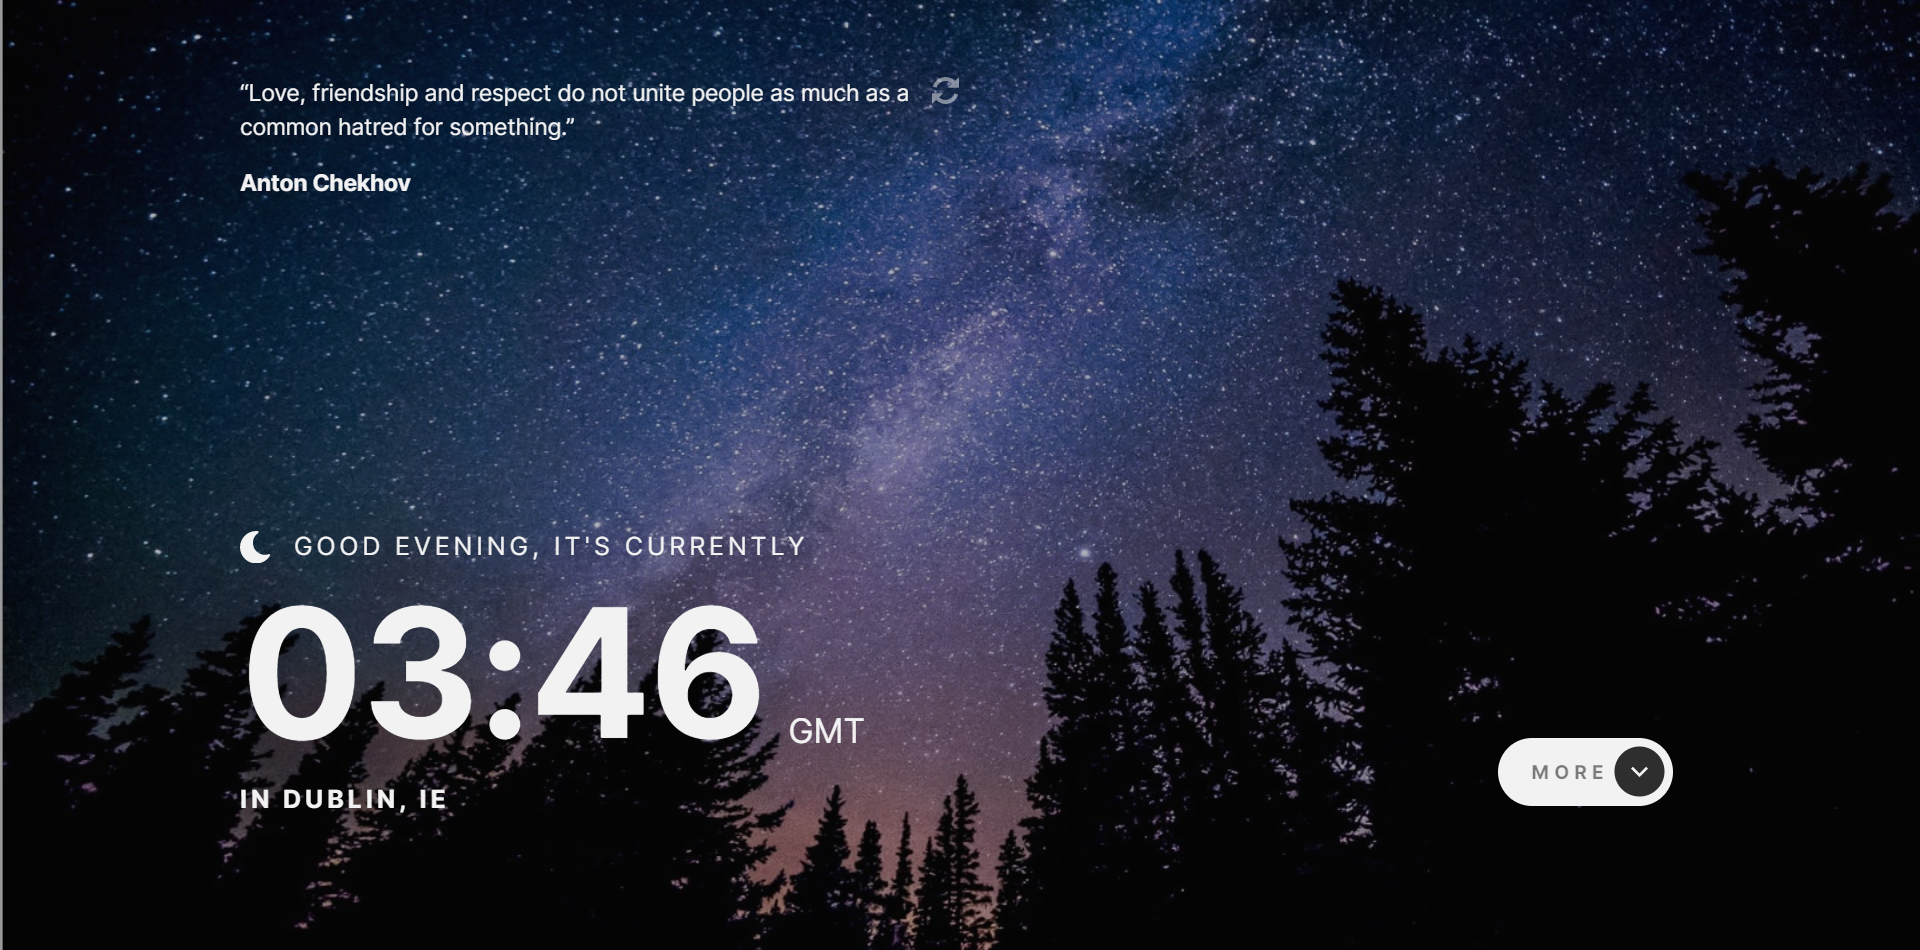 “Love, friendship and respect do not unite people as much as a
common hatred for something.”
Anton Chekhov
GOOD EVENING, IT'S CURRENTLY
03:46 GMT
IN DUBLIN, IE
MORE